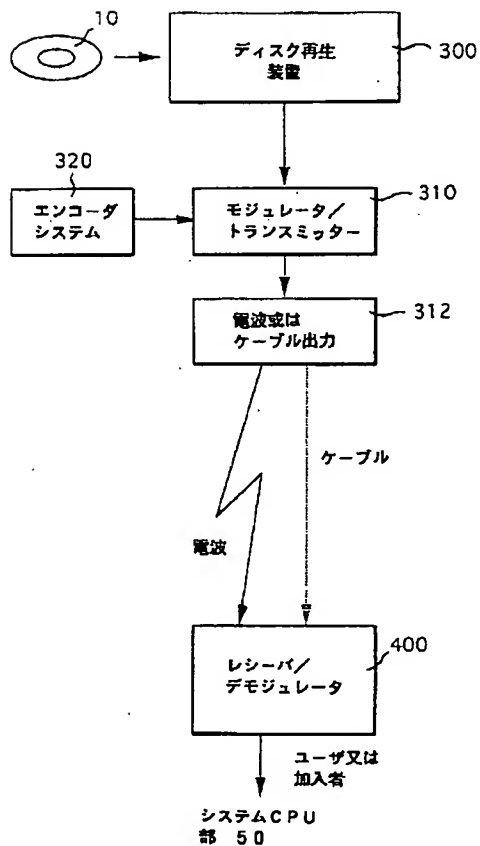 10
ディスク再生
装置
300
320
エンコーダ
システム
モジュレータ/
トランスミッター
310
電波或は
ケーブル出力
312
ケーブル
電波
レシーバ/
デモジュレータ
400
ユーザ又は
加入者
システムCPU
部 50